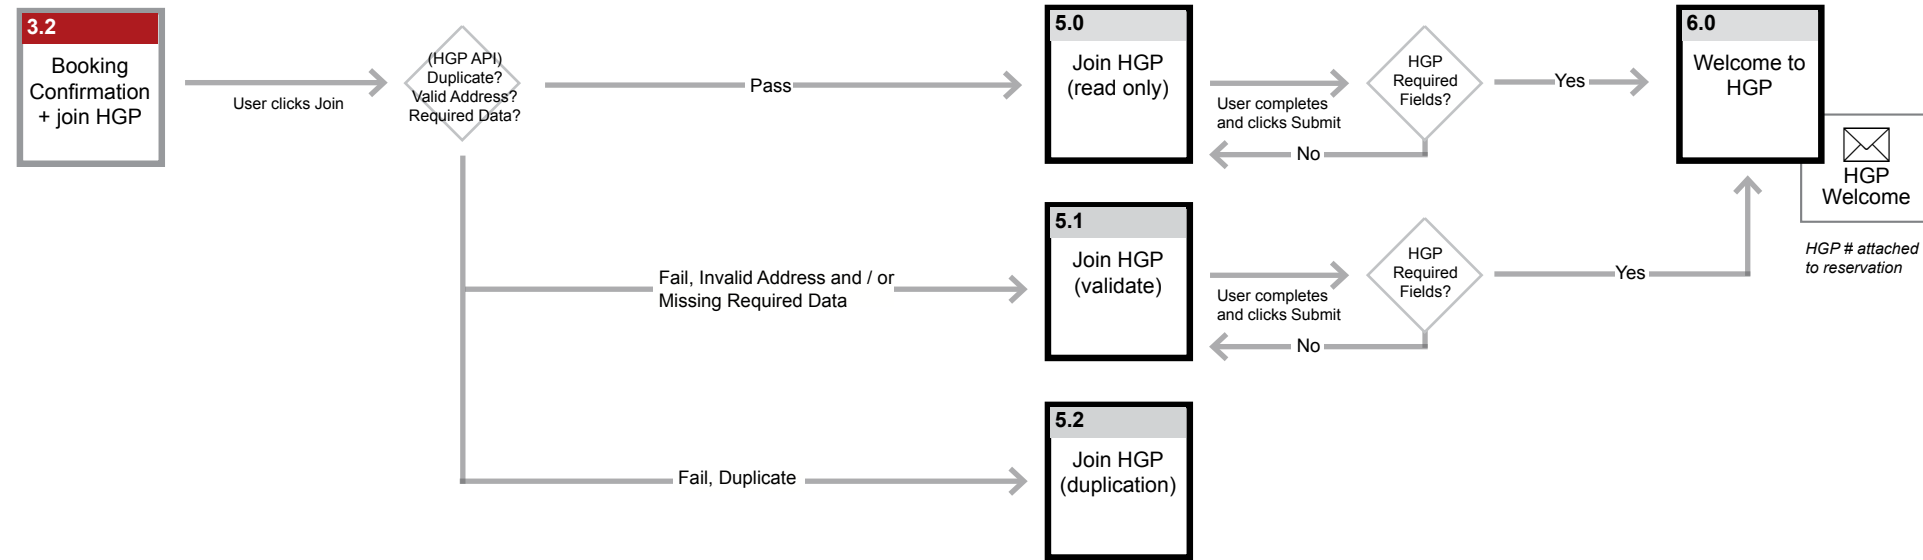 3.2
Booking
Confirmation
+ join HGP
User clicks Join
(HGP API)
Duplicate?
Valid Address?
Required Data?
Pass
5.0
Join HGP
(read only)
User completes
and clicks Submit
No
HGP
Required
Fields?
Yes
6.0
Welcome to
HGP
HGP
Welcome
HGP # attached
to reservation
Fail, Invalid Address and / or
Missing Required Data
5.1
Join HGP
(validate)
User completes
and clicks Submit
No
HGP
Required
Fields?
Yes
Fail, Duplicate
5.2
Join HGP
(duplication)